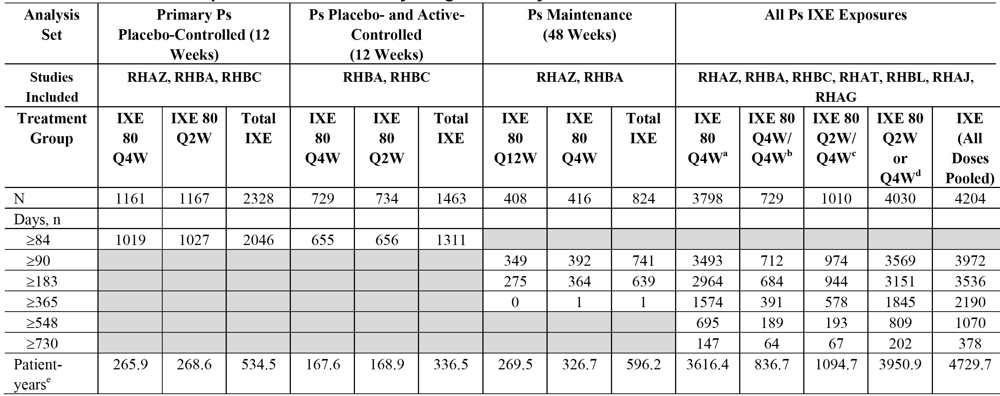 Analysis Set | Primary Ps Placebo-Controlled (12 Weeks) | Ps Placebo- and Active-Controlled (12 Weeks) | Ps Maintenance (48 Weeks) | All Ps IXE Exposures
Studies Included | RHAZ, RHBA, RHBC | RHBA, RHBC | RHAZ, RHBA | RHAZ, RHBA, RHBC, RHAT, RHBL, RHAJ, RHAG
Treatment Group | IXE 80 Q4W | IXE 80 Q2W | Total IXE | IXE 80 Q4W | IXE 80 Q2W | Total IXE | IXE 80 Q12W | IXE 80 Q4W | Total IXE | IXE 80 Q4Wa | IXE 80 Q4W/ Q4Wb | IXE 80 Q2W/ Q4Wc | IXE 80 Q2W or Q4Wd | IXE (All Doses Pooled)
N | 1161 | 1167 | 2328 | 729 | 734 | 1463 | 408 | 416 | 824 | 3798 | 729 | 1010 | 4030 | 4204
Days, n
≥84 | 1019 | 1027 | 2046 | 655 | 656 | 1311
≥90 | 349 | 392 | 741 | 3493 | 712 | 974 | 3569 | 3972
≥183 | 275 | 364 | 639 | 2964 | 684 | 944 | 3151 | 3536
≥365 | 0 | 1 | 1 | 1574 | 391 | 578 | 1845 | 2190
≥548 | 695 | 189 | 193 | 809 | 1070
≥730 | 147 | 64 | 67 | 202 | 378
Patient-yearse | 265.9 | 268.6 | 534.5 | 167.6 | 168.9 | 336.5 | 269.5 | 326.7 | 596.2 | 3616.4 | 836.7 | 1094.7 | 3950.9 | 4729.7